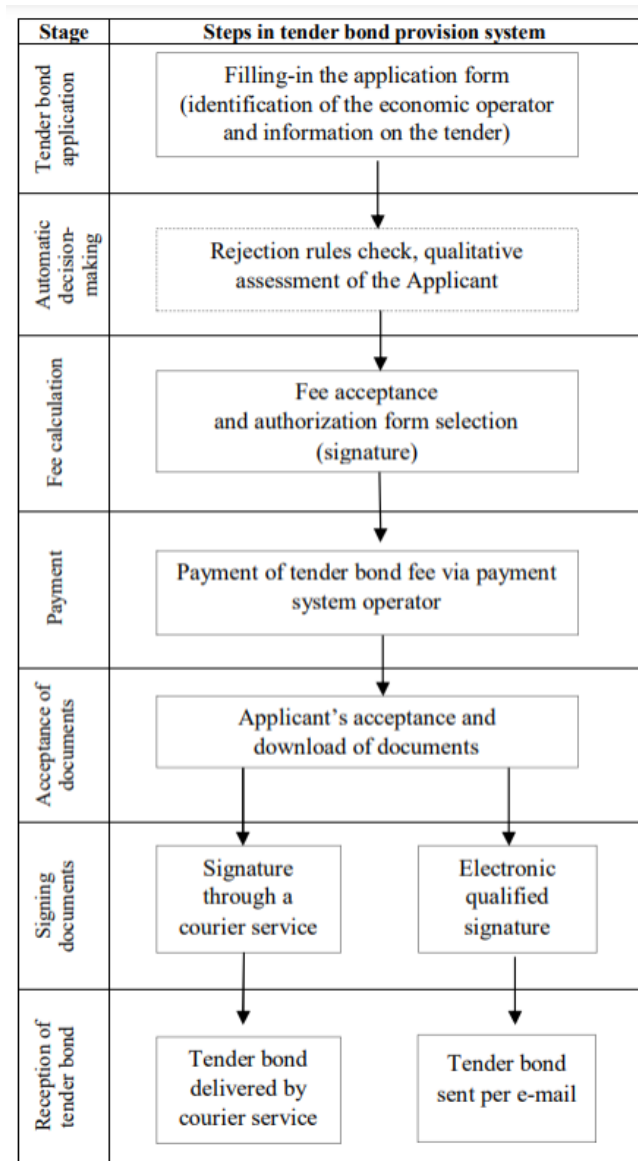 Stage
Steps in tender bond provision system
Tender bond
application
Filling-in the application form
(identification of the economic operator
and information on the tender)
Automatic
decision-
making
Rejection rules check, qualitative
assessment of the Applicant
Fee calculation
Fee acceptance
and authorization form selection
(signature)
Payment
Payment of tender bond fee via payment
system operator
Acceptance of
documents
Applicant’s acceptance and
download of documents
Signing
documents
Signature
through a
courier service
Electronic
qualified
signature
Reception of
tender bond
Tender bond
delivered by
courier service
Tender bond
sent per e-mail